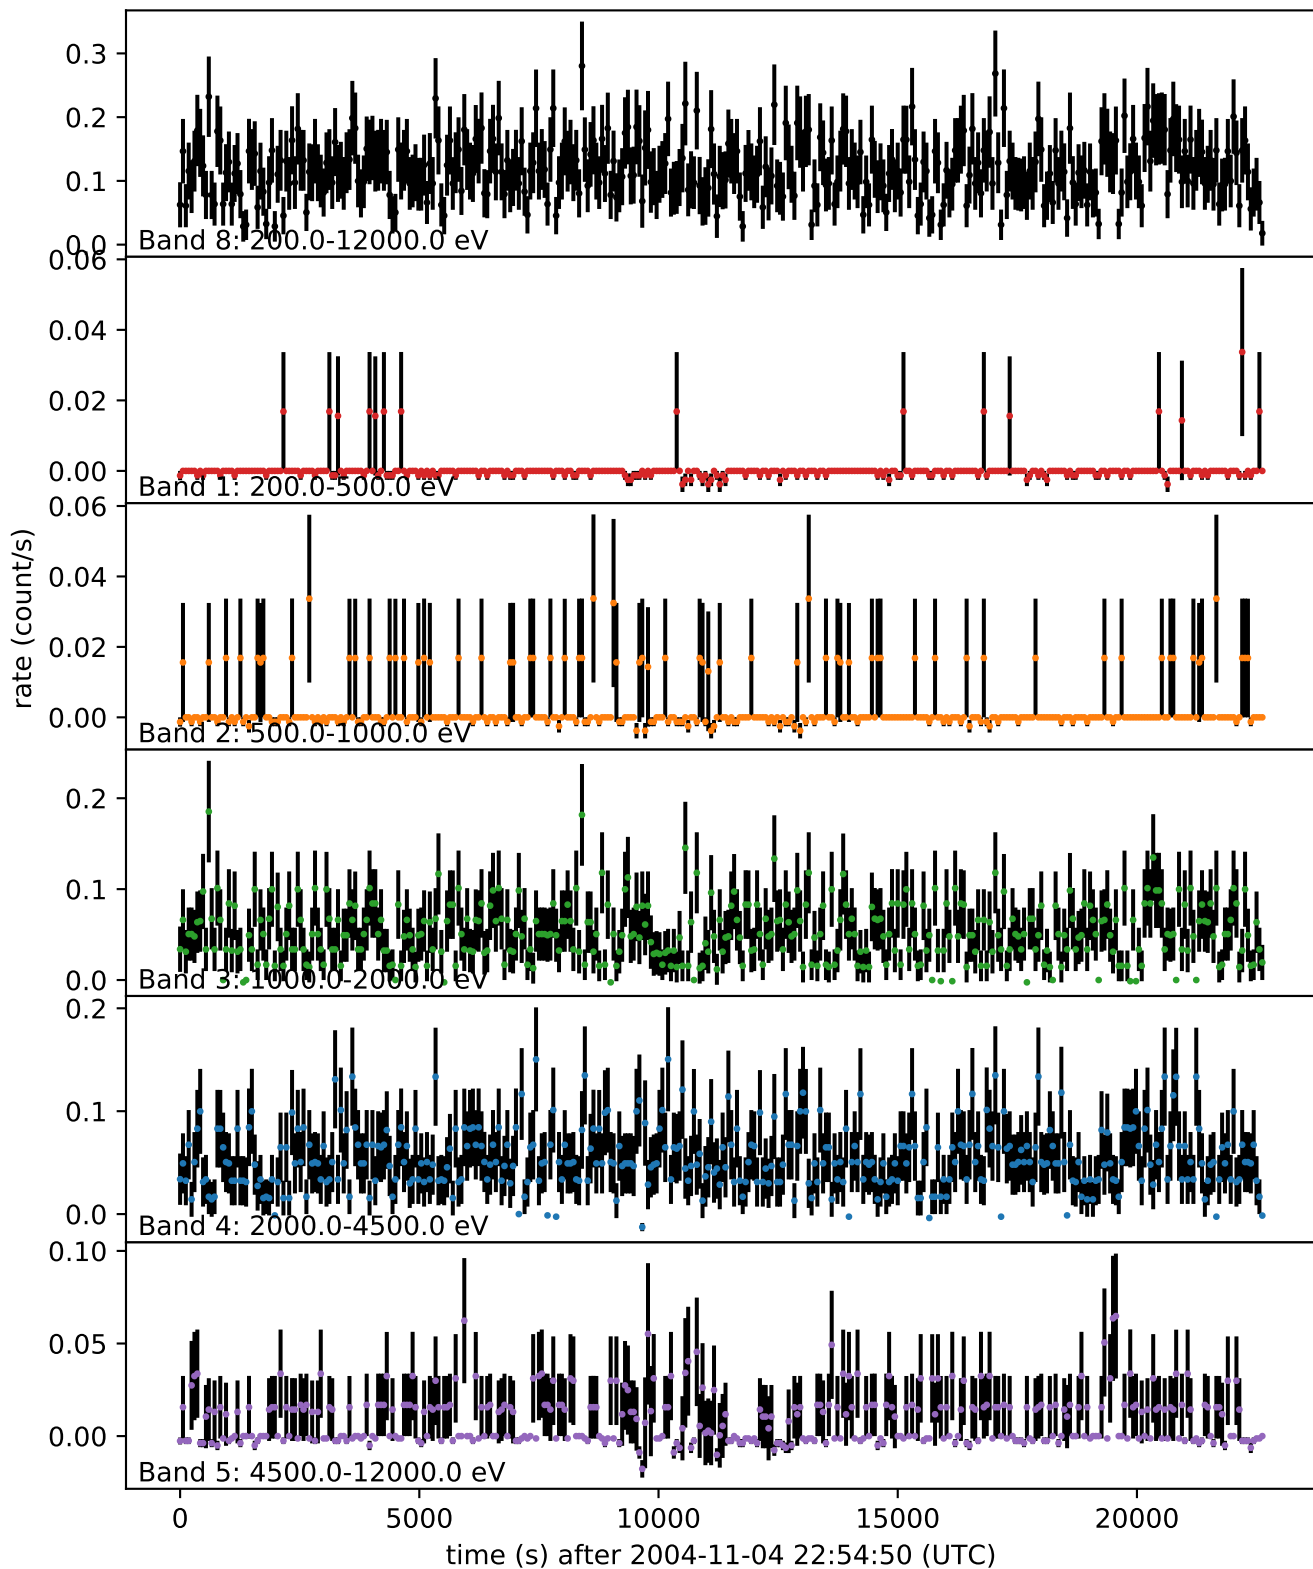 0.3
0.2
0.1
0.0
Band 8: 200.0-12000.0 eV
0.06
0.04
0.02
0.00
Band 1: 200.0-500.0 eV
0.06
0.04
0.02
0.00
Band 2: 500.0-1000.0 eV
rate (count/s)
0.2
0.1
0.0
Band 3: 1000.0-2000.0 eV
0.2
0.1
0.0
Band 4: 2000.0-4500.0 eV
0.10
0.05
0.00
Band 5: 4500.0-12000.0 eV
0 5000 10000 15000 20000
time (s) after 2004-11-04 22:54:50 (UTC)